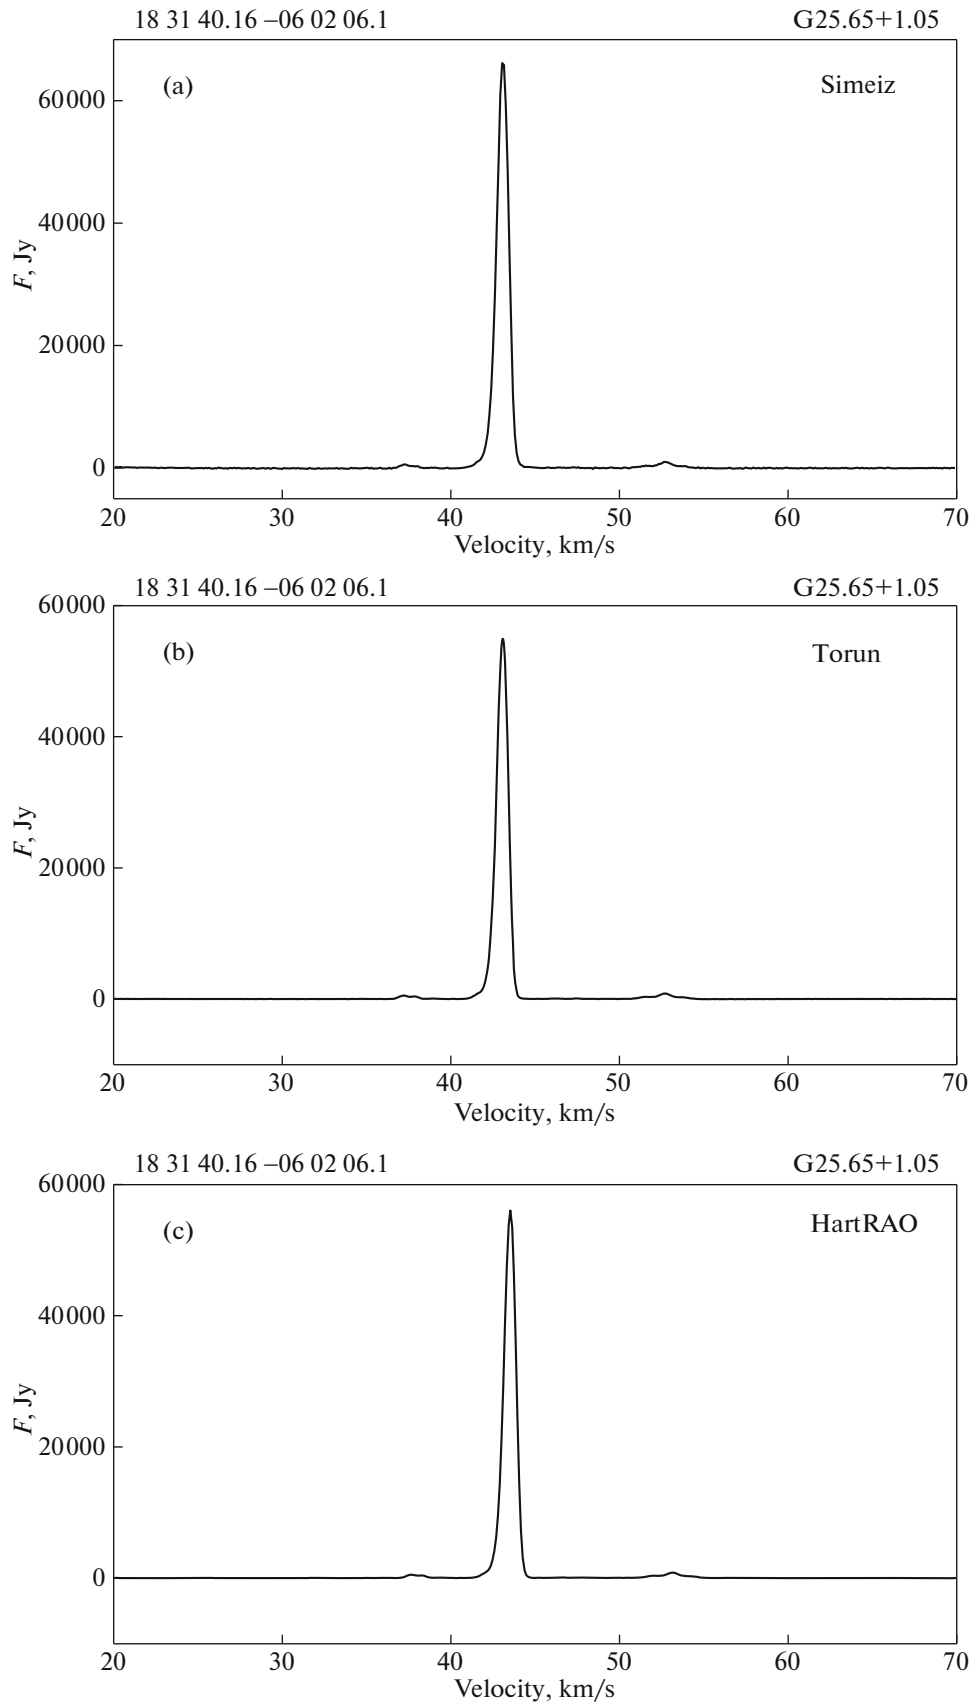 18 31 40.16 –06 02 06.1 G25.65+1.05
(a) Simeiz
60000
40000
F, Jy
20000
0
20 30 40 50 60 70
Velocity, km/s
18 31 40.16 –06 02 06.1 G25.65+1.05
60000
(b) Torun
40000
F, Jy
20000
0
20 30 40 50 60 70
Velocity, km/s
18 31 40.16 –06 02 06.1 G25.65+1.05
60000
(c) HartRAO
40000
F, Jy
20000
0
20 30 40 50 60 70
Velocity, km/s